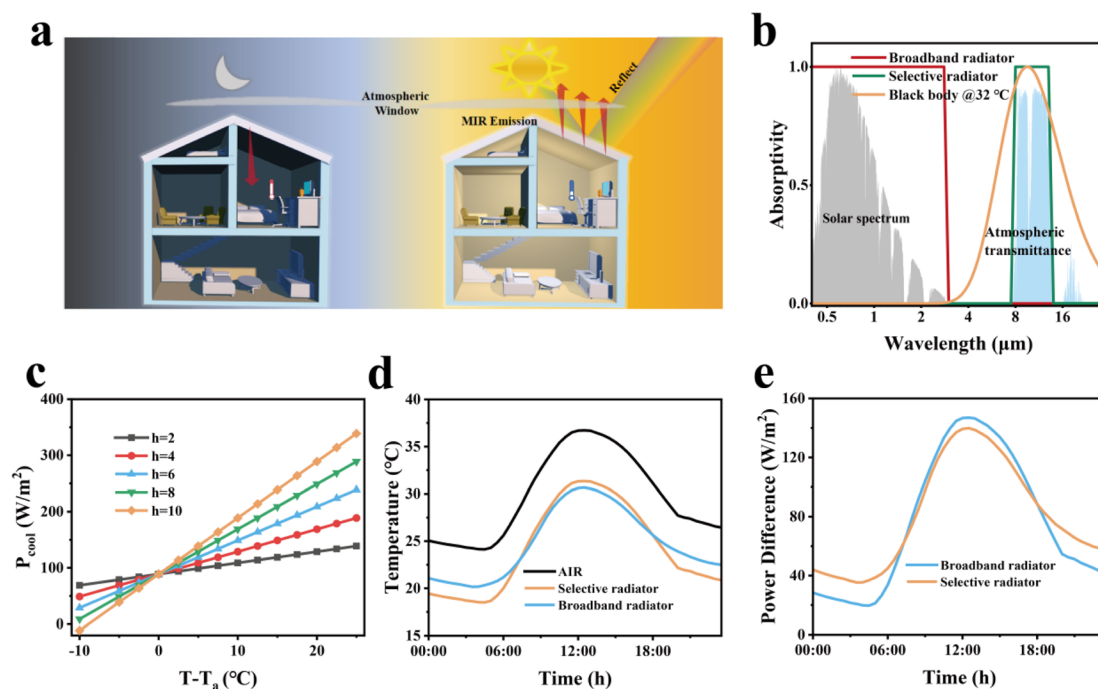 a
Atmospheric
Window
MIR Emission
Reflect
b
Broadband radiator
Selective radiator
Black body @32 ℃
Solar spectrum
Atmospheric
transmittance
Absorptivity
1.0
0.5
0.0
0.5 1 2 4 8 16
Wavelength (μm)
c
h=2
h=4
h=6
h=8
h=10
P_cool (W/m²)
400
300
200
100
0
-10 0 10 20
T-Tₐ (℃)
d
Temperature (℃)
40
35
30
25
20
15
AIR
Selective radiator
Broadband radiator
00:00 06:00 12:00 18:00
Time (h)
e
Power Difference (W/m²)
160
120
80
40
0
Broadband radiator
Selective radiator
00:00 06:00 12:00 18:00
Time (h)